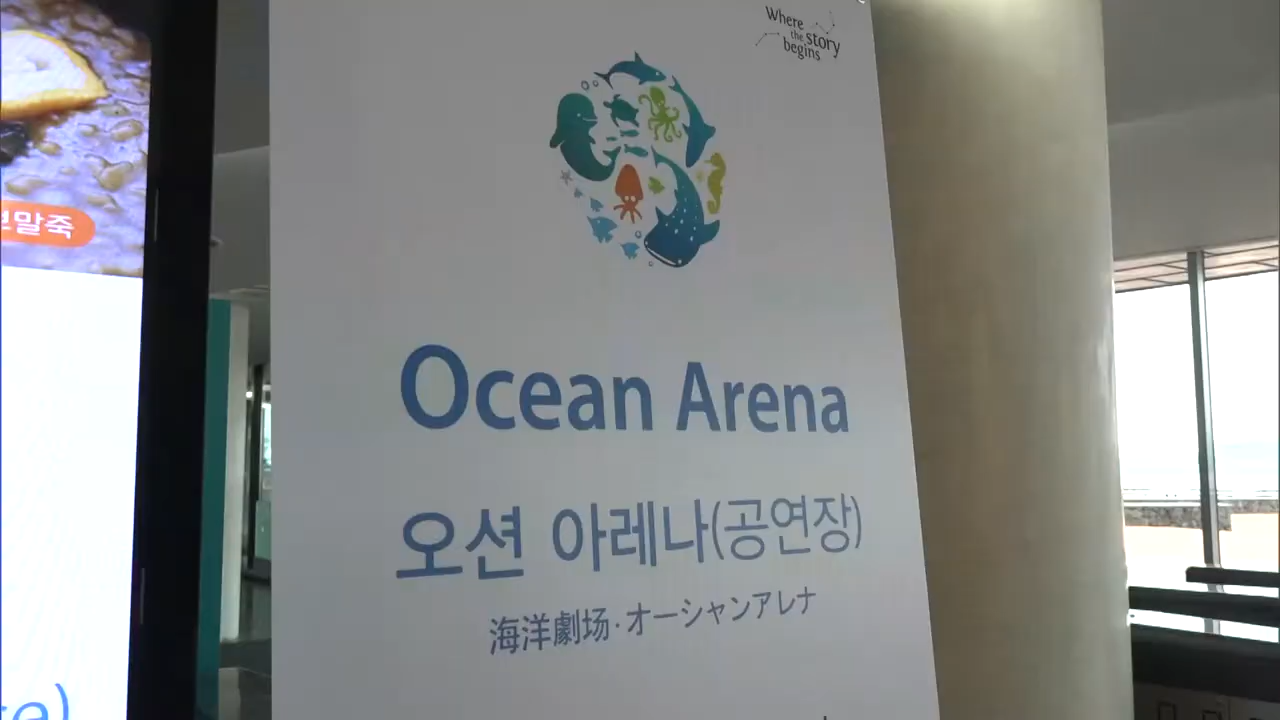 Where
the story
begins
Ocean Arena
오션 아레나(공연장)
海洋劇场·オーシャンアレナ
말죽